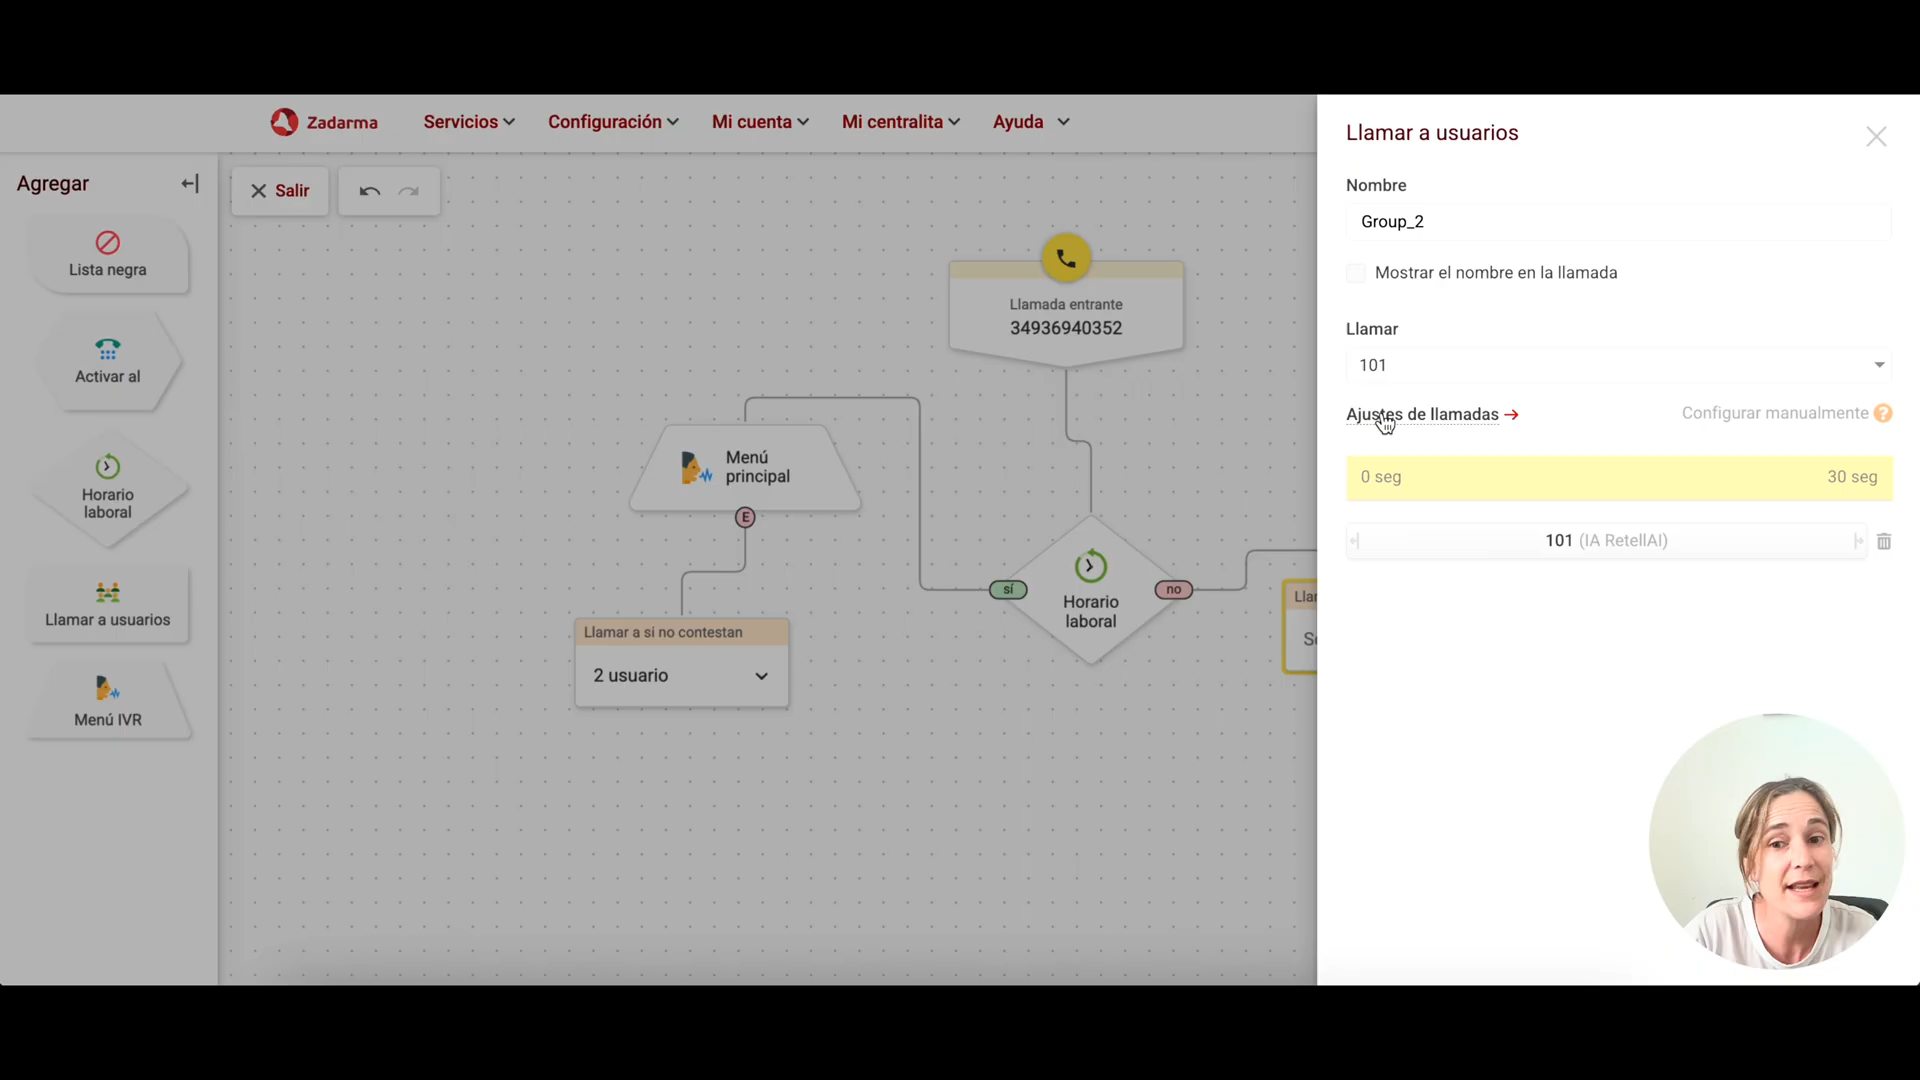 Zadarma
Servicios
Configuración
Mi cuenta
Mi centralita
Ayuda
Agregar
Salir
Lista negra
Activar al
Horario
laboral
Llamar a usuarios
Menú IVR
Llamada entrante
34936940352
Menú
principal
E
Llamar a si no contestan
2 usuario
sí
Horario
laboral
no
Llamar a usuarios
Nombre
Group_2
Mostrar el nombre en la llamada
Llamar
101
Ajustes de llamadas →
Configurar manualmente ?
0 seg
30 seg
101 (IA RetellAI)